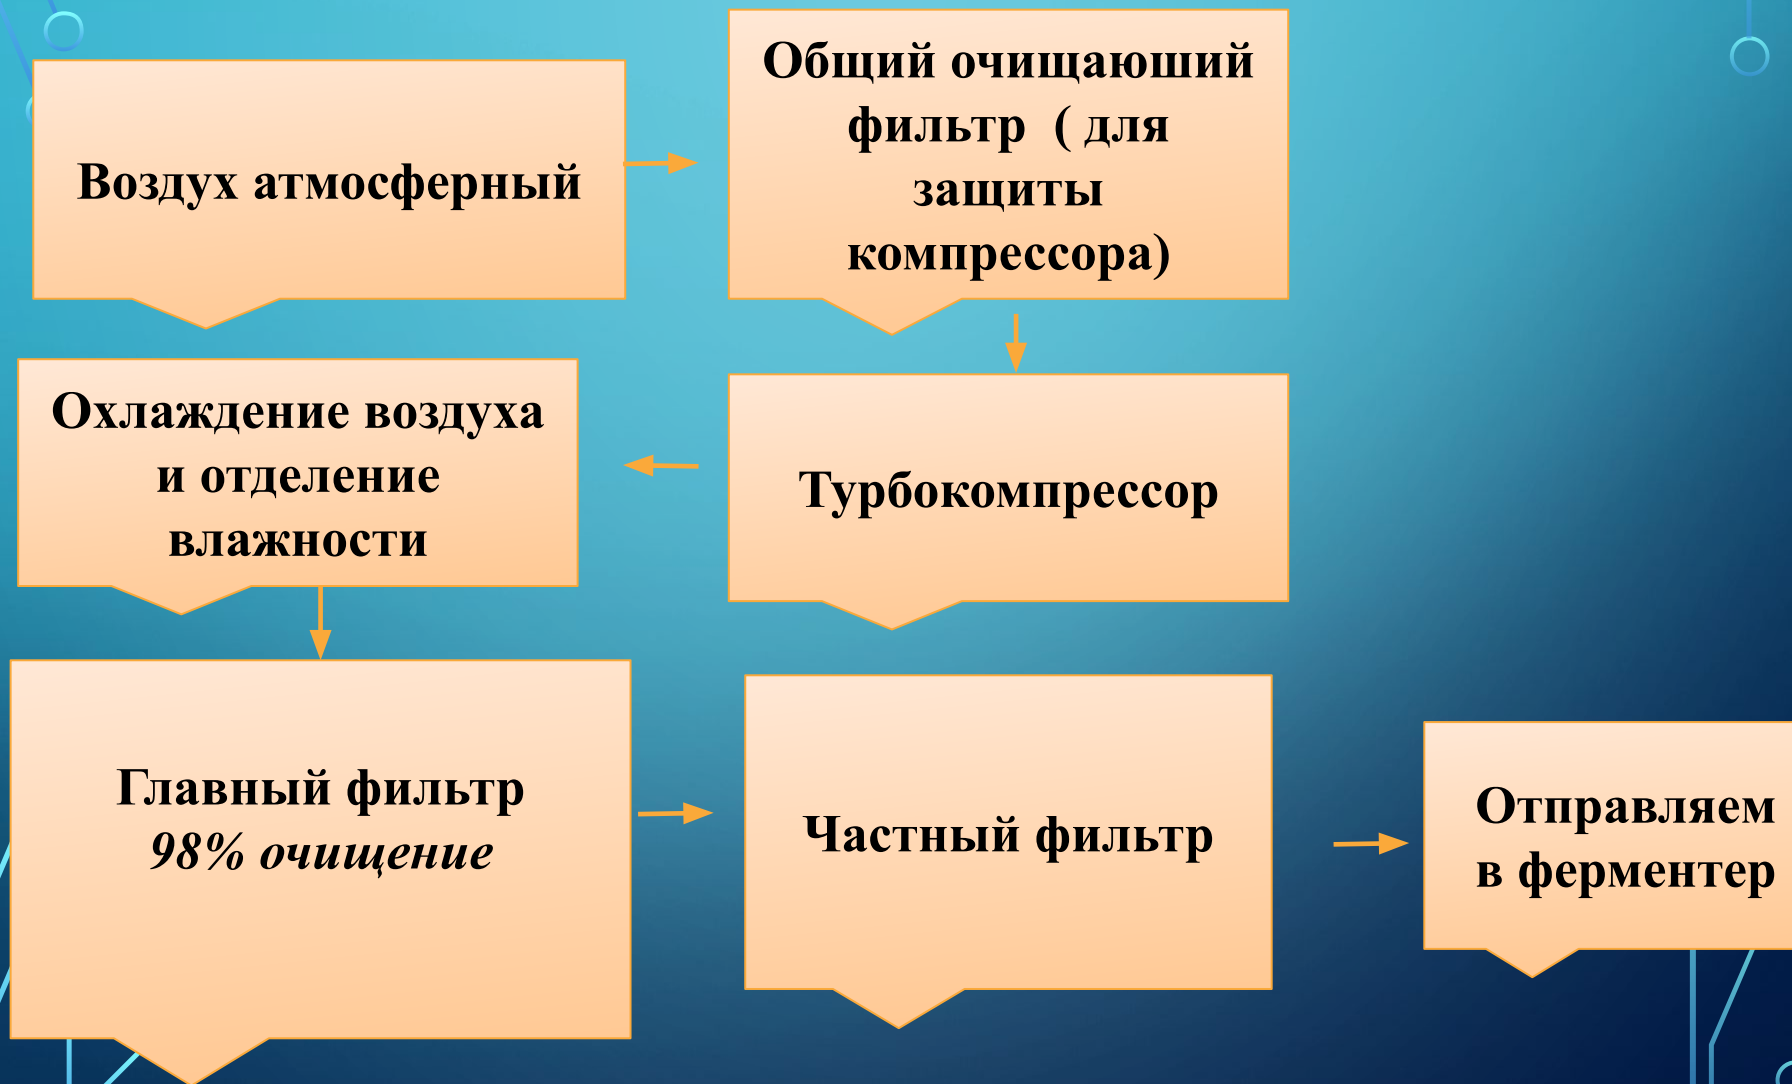 Воздух атмосферный
Общий очищаюший
фильтр ( для
защиты
компрессора)
Турбокомпрессор
Охлаждение воздуха
и отделение
влажности
Главный фильтр
98% очищение
Частный фильтр
Отправляем
в ферментер